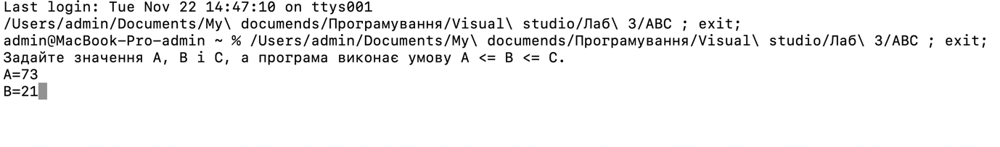 Last login: Tue Nov 22 14:47:10 on ttys001
/Users/admin/Documents/My\ documends/Програмування/Visual\ studio/Лаб\ 3/ABC ; exit;
admin@MacBook-Pro-admin ~ % /Users/admin/Documents/My\ documends/Програмування/Visual\ studio/Лаб\ 3/ABC ; exit;
Задайте значення A, B і C, а програма виконає умову A <= B <= C.
A=73
B=21